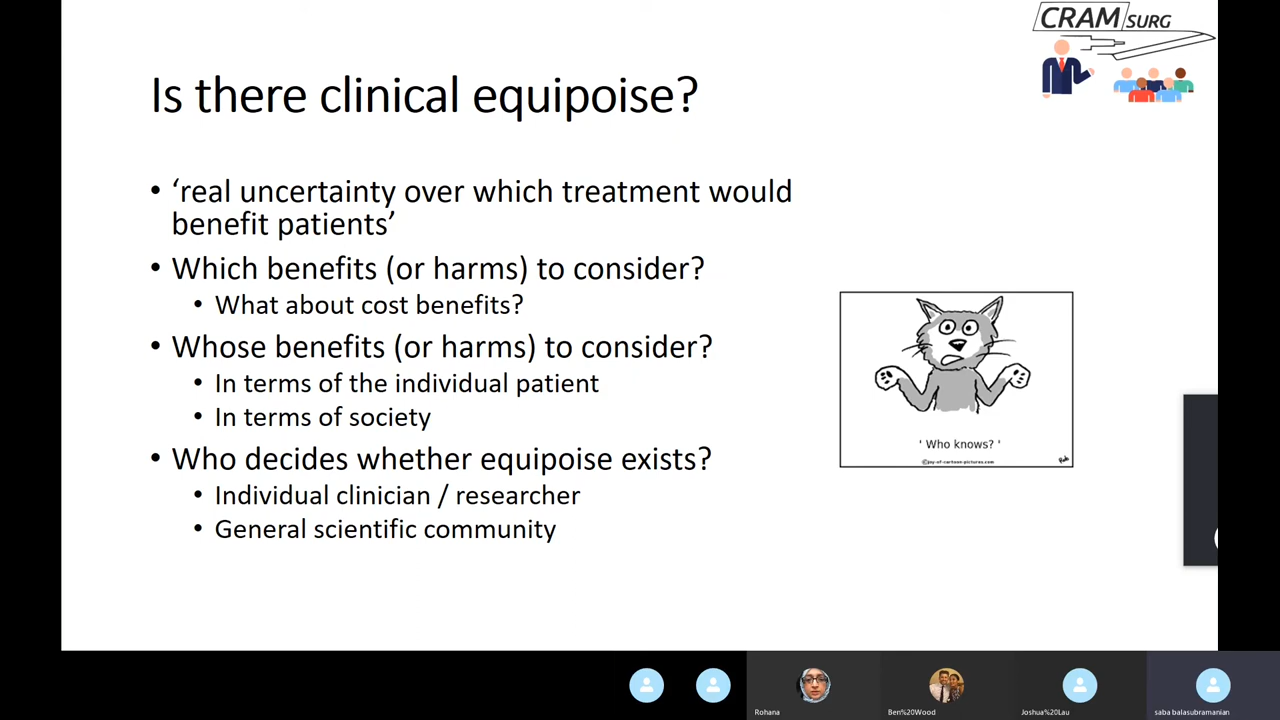 CRAMSURG
Is there clinical equipoise?
• ‘real uncertainty over which treatment would
benefit patients’
• Which benefits (or harms) to consider?
• What about cost benefits?
• Whose benefits (or harms) to consider?
• In terms of the individual patient
• In terms of society
• Who decides whether equipoise exists?
• Individual clinician / researcher
• General scientific community
' Who knows? '
©joy-of-cartoon-pictures.com
Rohana
Ben%20Wood
Joshua%20Lau
saba balasubramanian